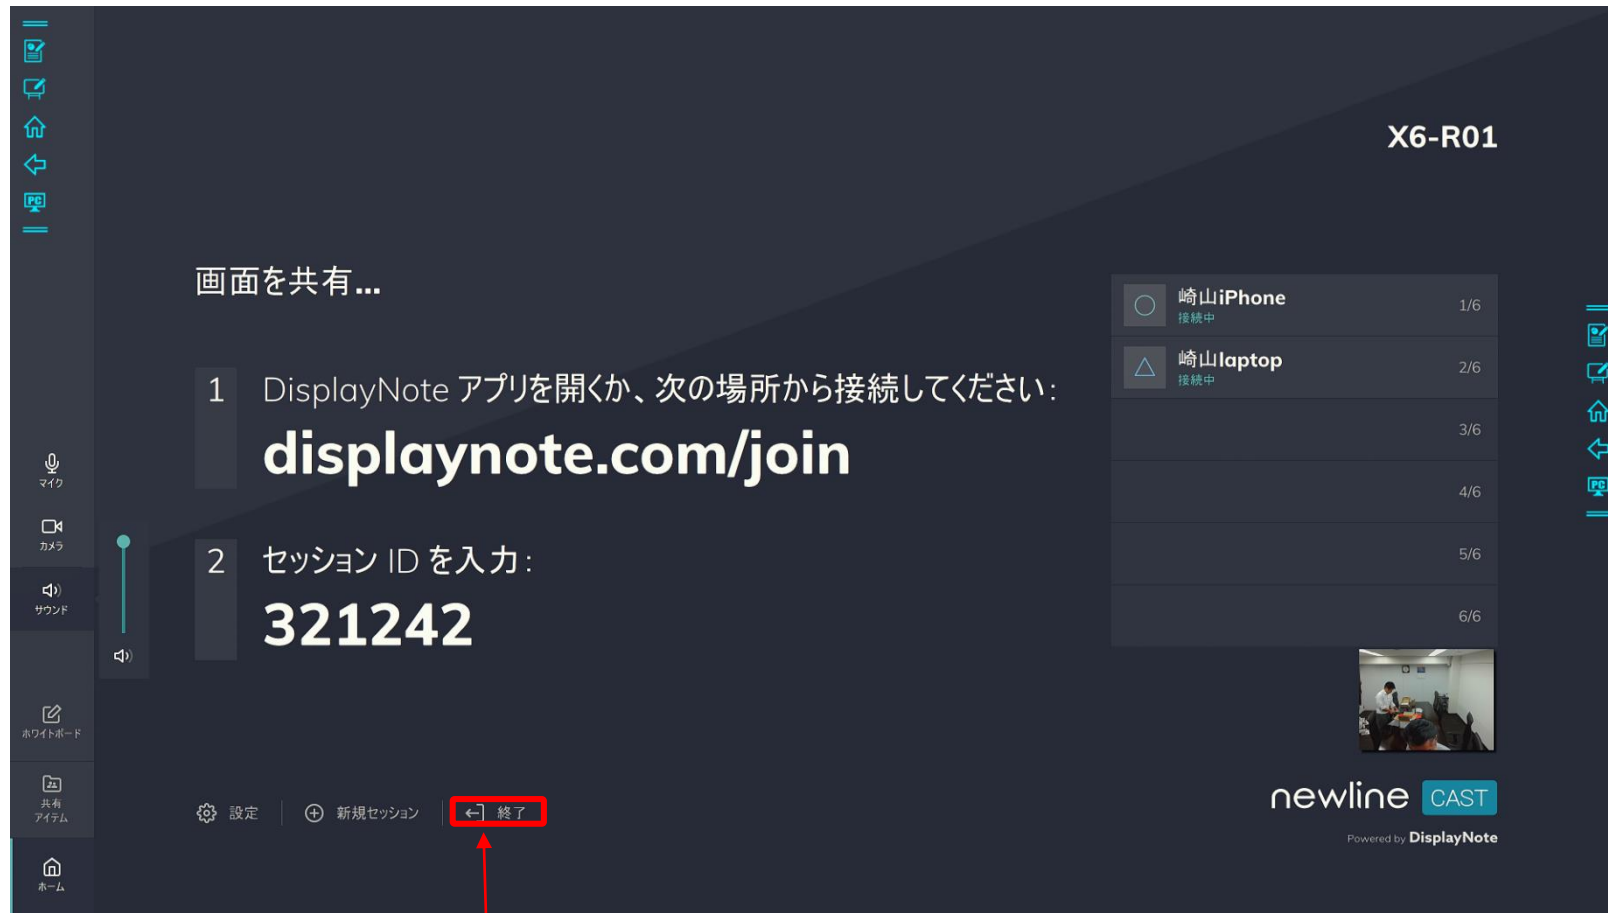 PC
X6-R01
画面を共有...
1 DisplayNote アプリを開くか、次の場所から接続してください:
displaynote.com/join
2 セッション ID を入力:
321242
崎山iPhone
接続中
1/6
崎山laptop
接続中
2/6
3/6
4/6
5/6
6/6
マイク
カメラ
サウンド
ホワイトボード
共有
アイテム
ホーム
設定
新規セッション
終了
PC
newline CAST
Powered by DisplayNote